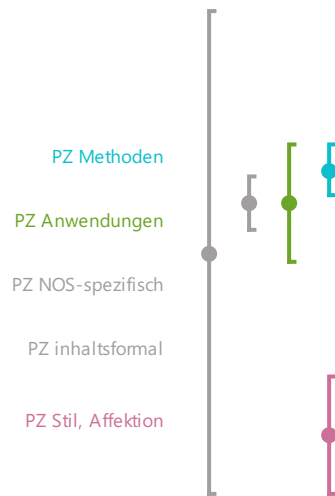 PZ Methoden
PZ Anwendungen
PZ NOS-spezifisch
PZ inhaltsformal
PZ Stil, Affektion